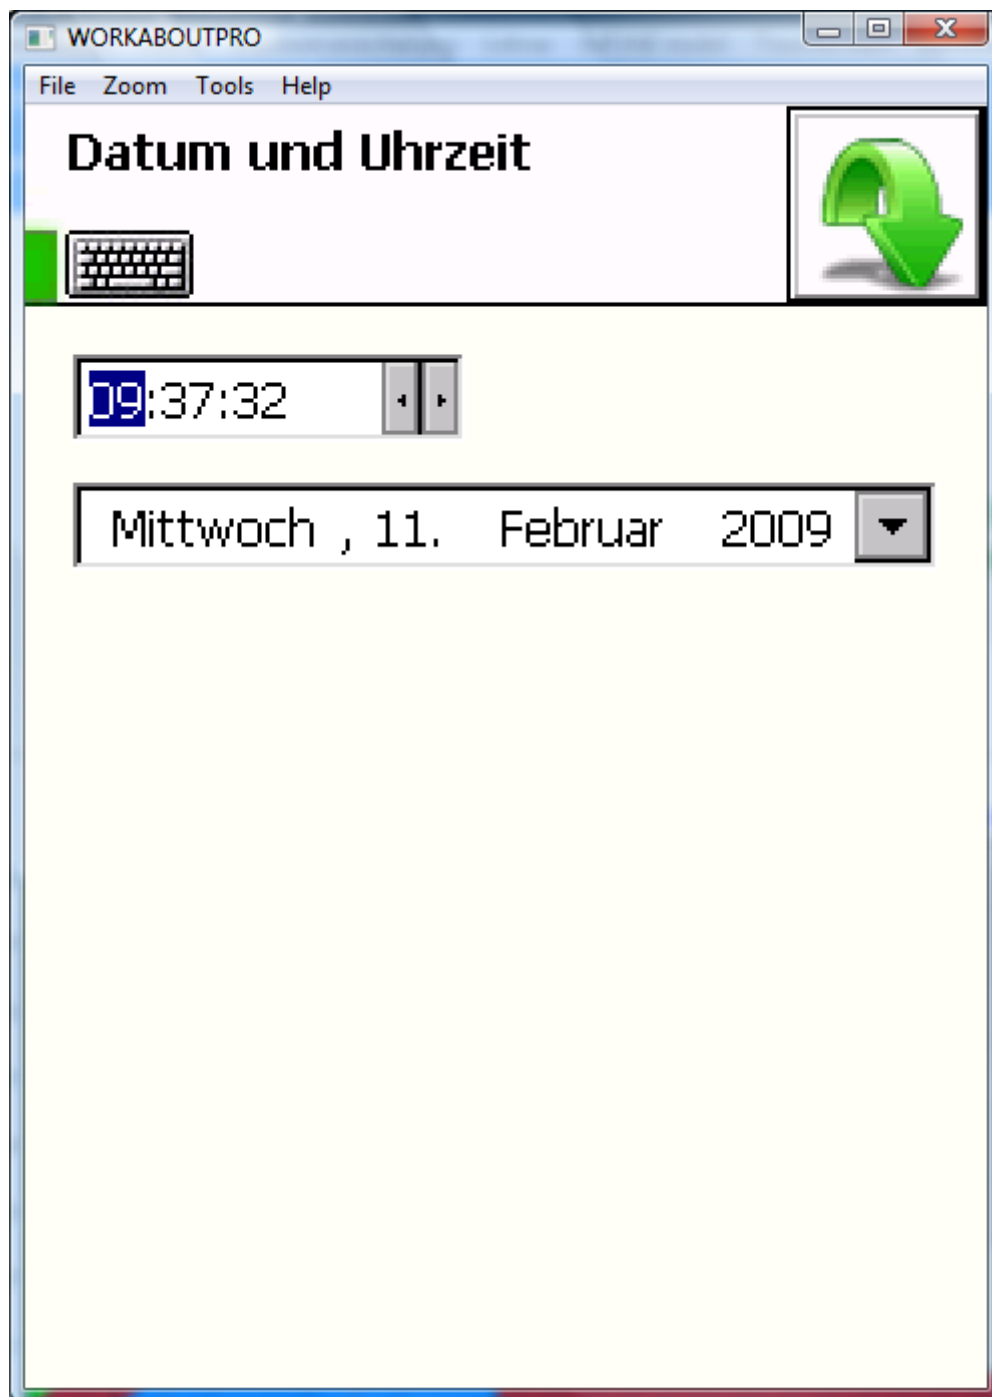 WORKABOUTPRO
File Zoom Tools Help
Datum und Uhrzeit
09:37:32
Mittwoch , 11. Februar 2009